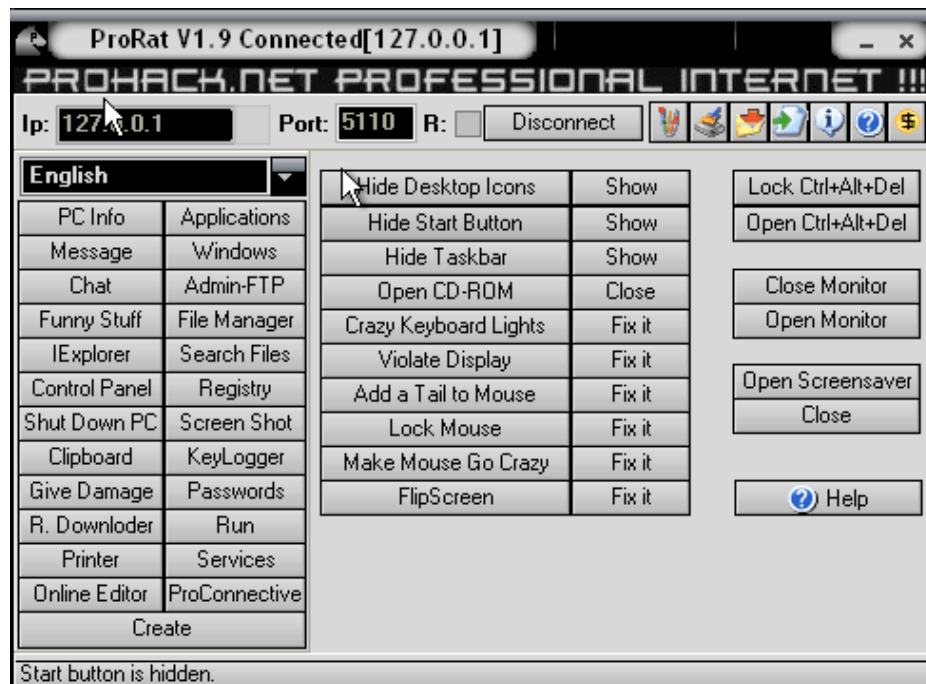 ProRat V1.9 Connected[127.0.0.1]
PROHACK.NET PROFESSIONAL INTERNET !!!
Ip: 127.0.0.1 Port: 5110 R: Disconnect
English
PC Info Applications
Message Windows
Chat Admin-FTP
Funny Stuff File Manager
IExplorer Search Files
Control Panel Registry
Shut Down PC Screen Shot
Clipboard KeyLogger
Give Damage Passwords
R. Downloder Run
Printer Services
Online Editor ProConnective
Create
Hide Desktop Icons Show
Hide Start Button Show
Hide Taskbar Show
Open CD-ROM Close
Crazy Keyboard Lights Fix it
Violate Display Fix it
Add a Tail to Mouse Fix it
Lock Mouse Fix it
Make Mouse Go Crazy Fix it
FlipScreen Fix it
Lock Ctrl+Alt+Del
Open Ctrl+Alt+Del
Close Monitor
Open Monitor
Open Screensaver
Close
Help
Start button is hidden.